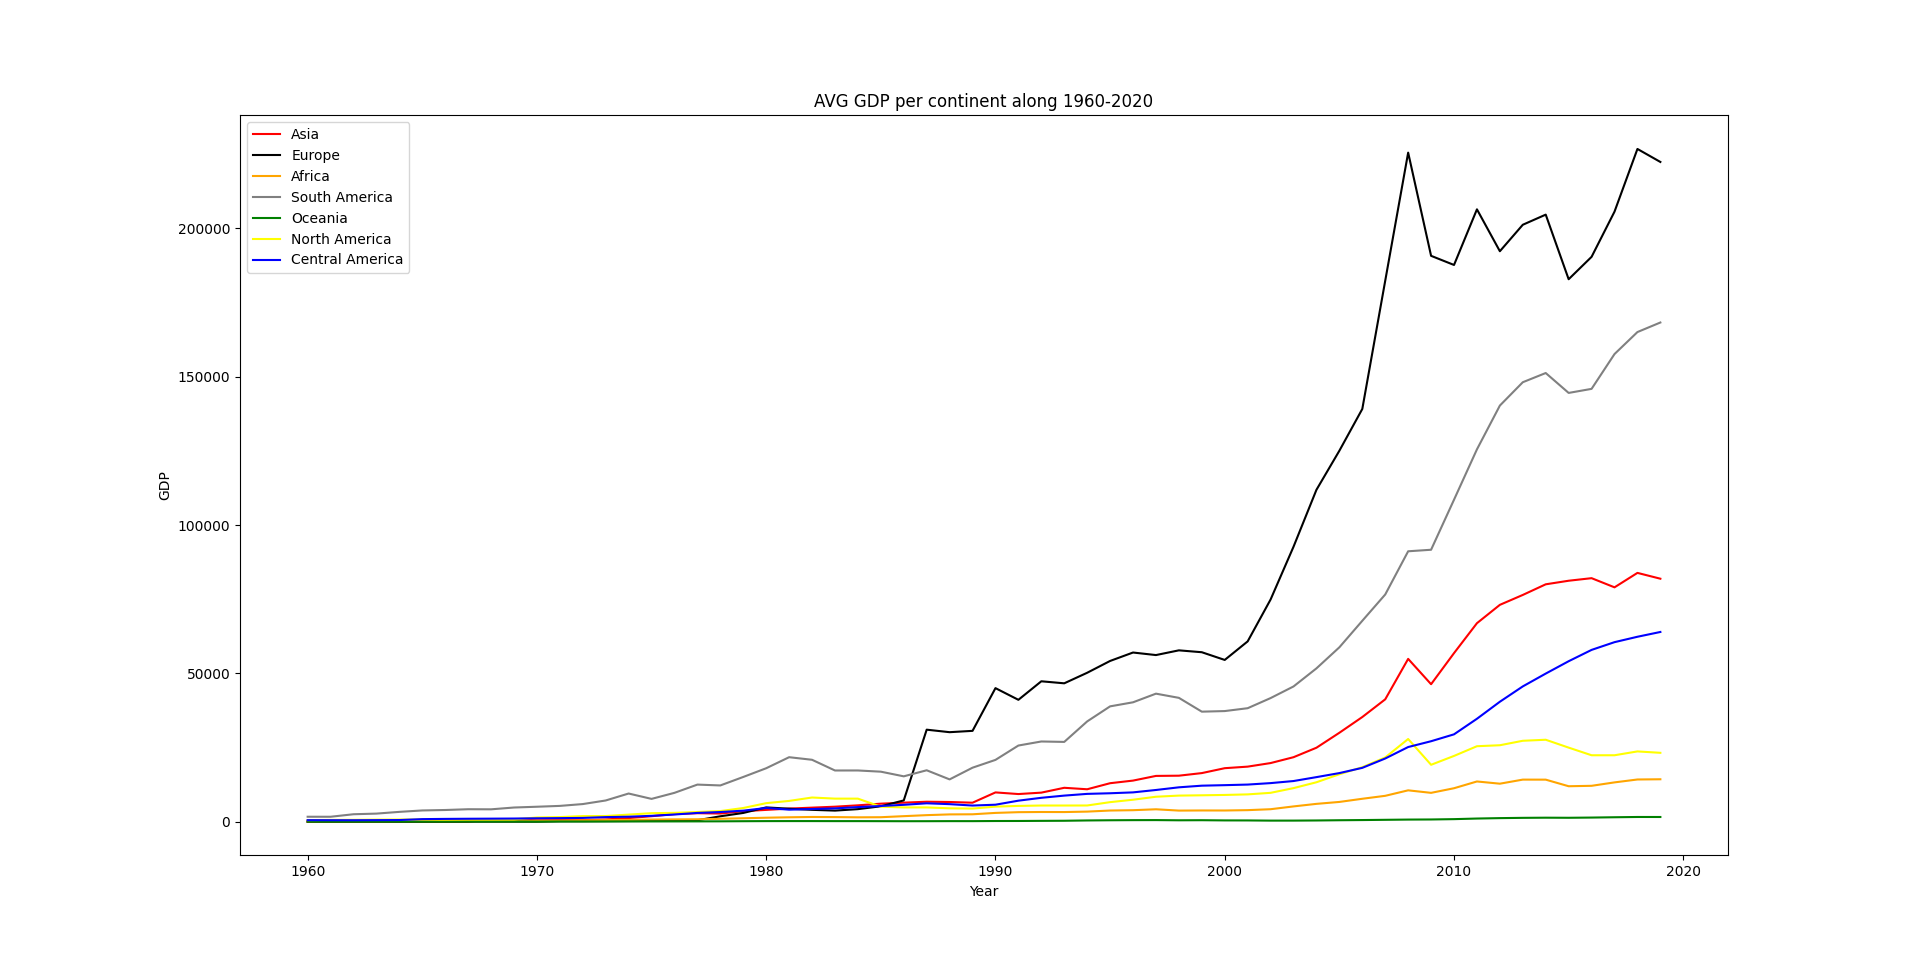 AVG GDP per continent along 1960-2020
Asia
Europe
Africa
South America
Oceania
North America
Central America
200000
150000
100000
50000
0
GDP
1960 1970 1980 1990 2000 2010 2020
Year